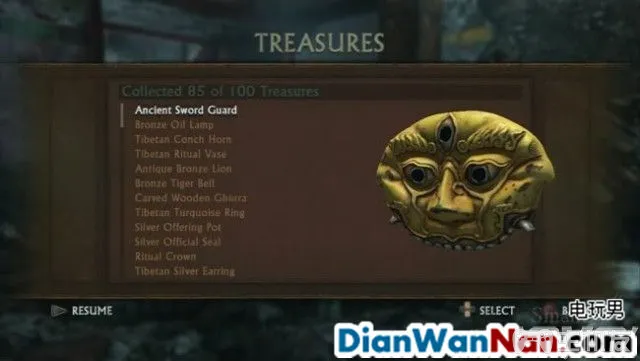 TREASURES
Collected 85 of 100 Treasures
Ancient Sword Guard
Bronze Oil Lamp
Tibetan Conch Horn
Tibetan Ritual Vase
Antique Bronze Lion
Bronze Tiger Bell
Carved Wooden Ghurra
Tibetan Turquoise Ring
Silver Offering Pot
Silver Official Seal
Ritual Crown
Tibetan Silver Earring
RESUME
SELECT
电玩男
DianWanNan.com